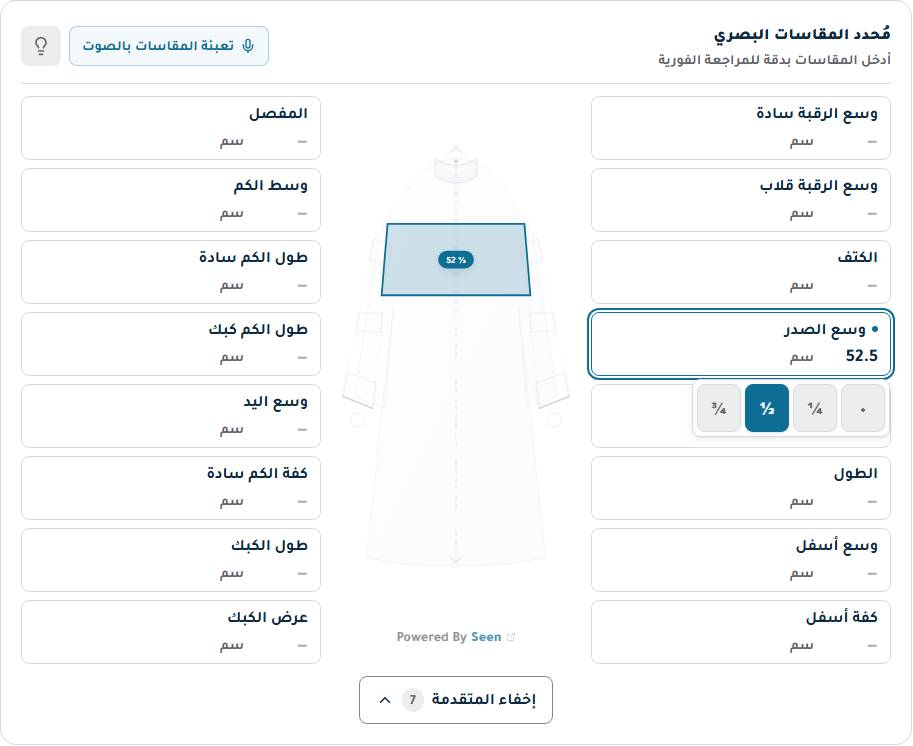 مُحدد المقاسات البصري
أدخل المقاسات بدقة للمراجعة الفورية
تعبئة المقاسات بالصوت
وسع الرقبة سادة
– سم
وسع الرقبة قلاب
– سم
الكتف
– سم
وسع الصدر
52.5 سم
٠
¼
½
¾
الطول
– سم
وسع أسفل
– سم
كفة أسفل
– سم
52 ½
Powered By Seen
المفصل
– سم
وسط الكم
– سم
طول الكم سادة
– سم
طول الكم كبك
– سم
وسع اليد
– سم
كفة الكم سادة
– سم
طول الكبك
– سم
عرض الكبك
– سم
إخفاء المتقدمة 7